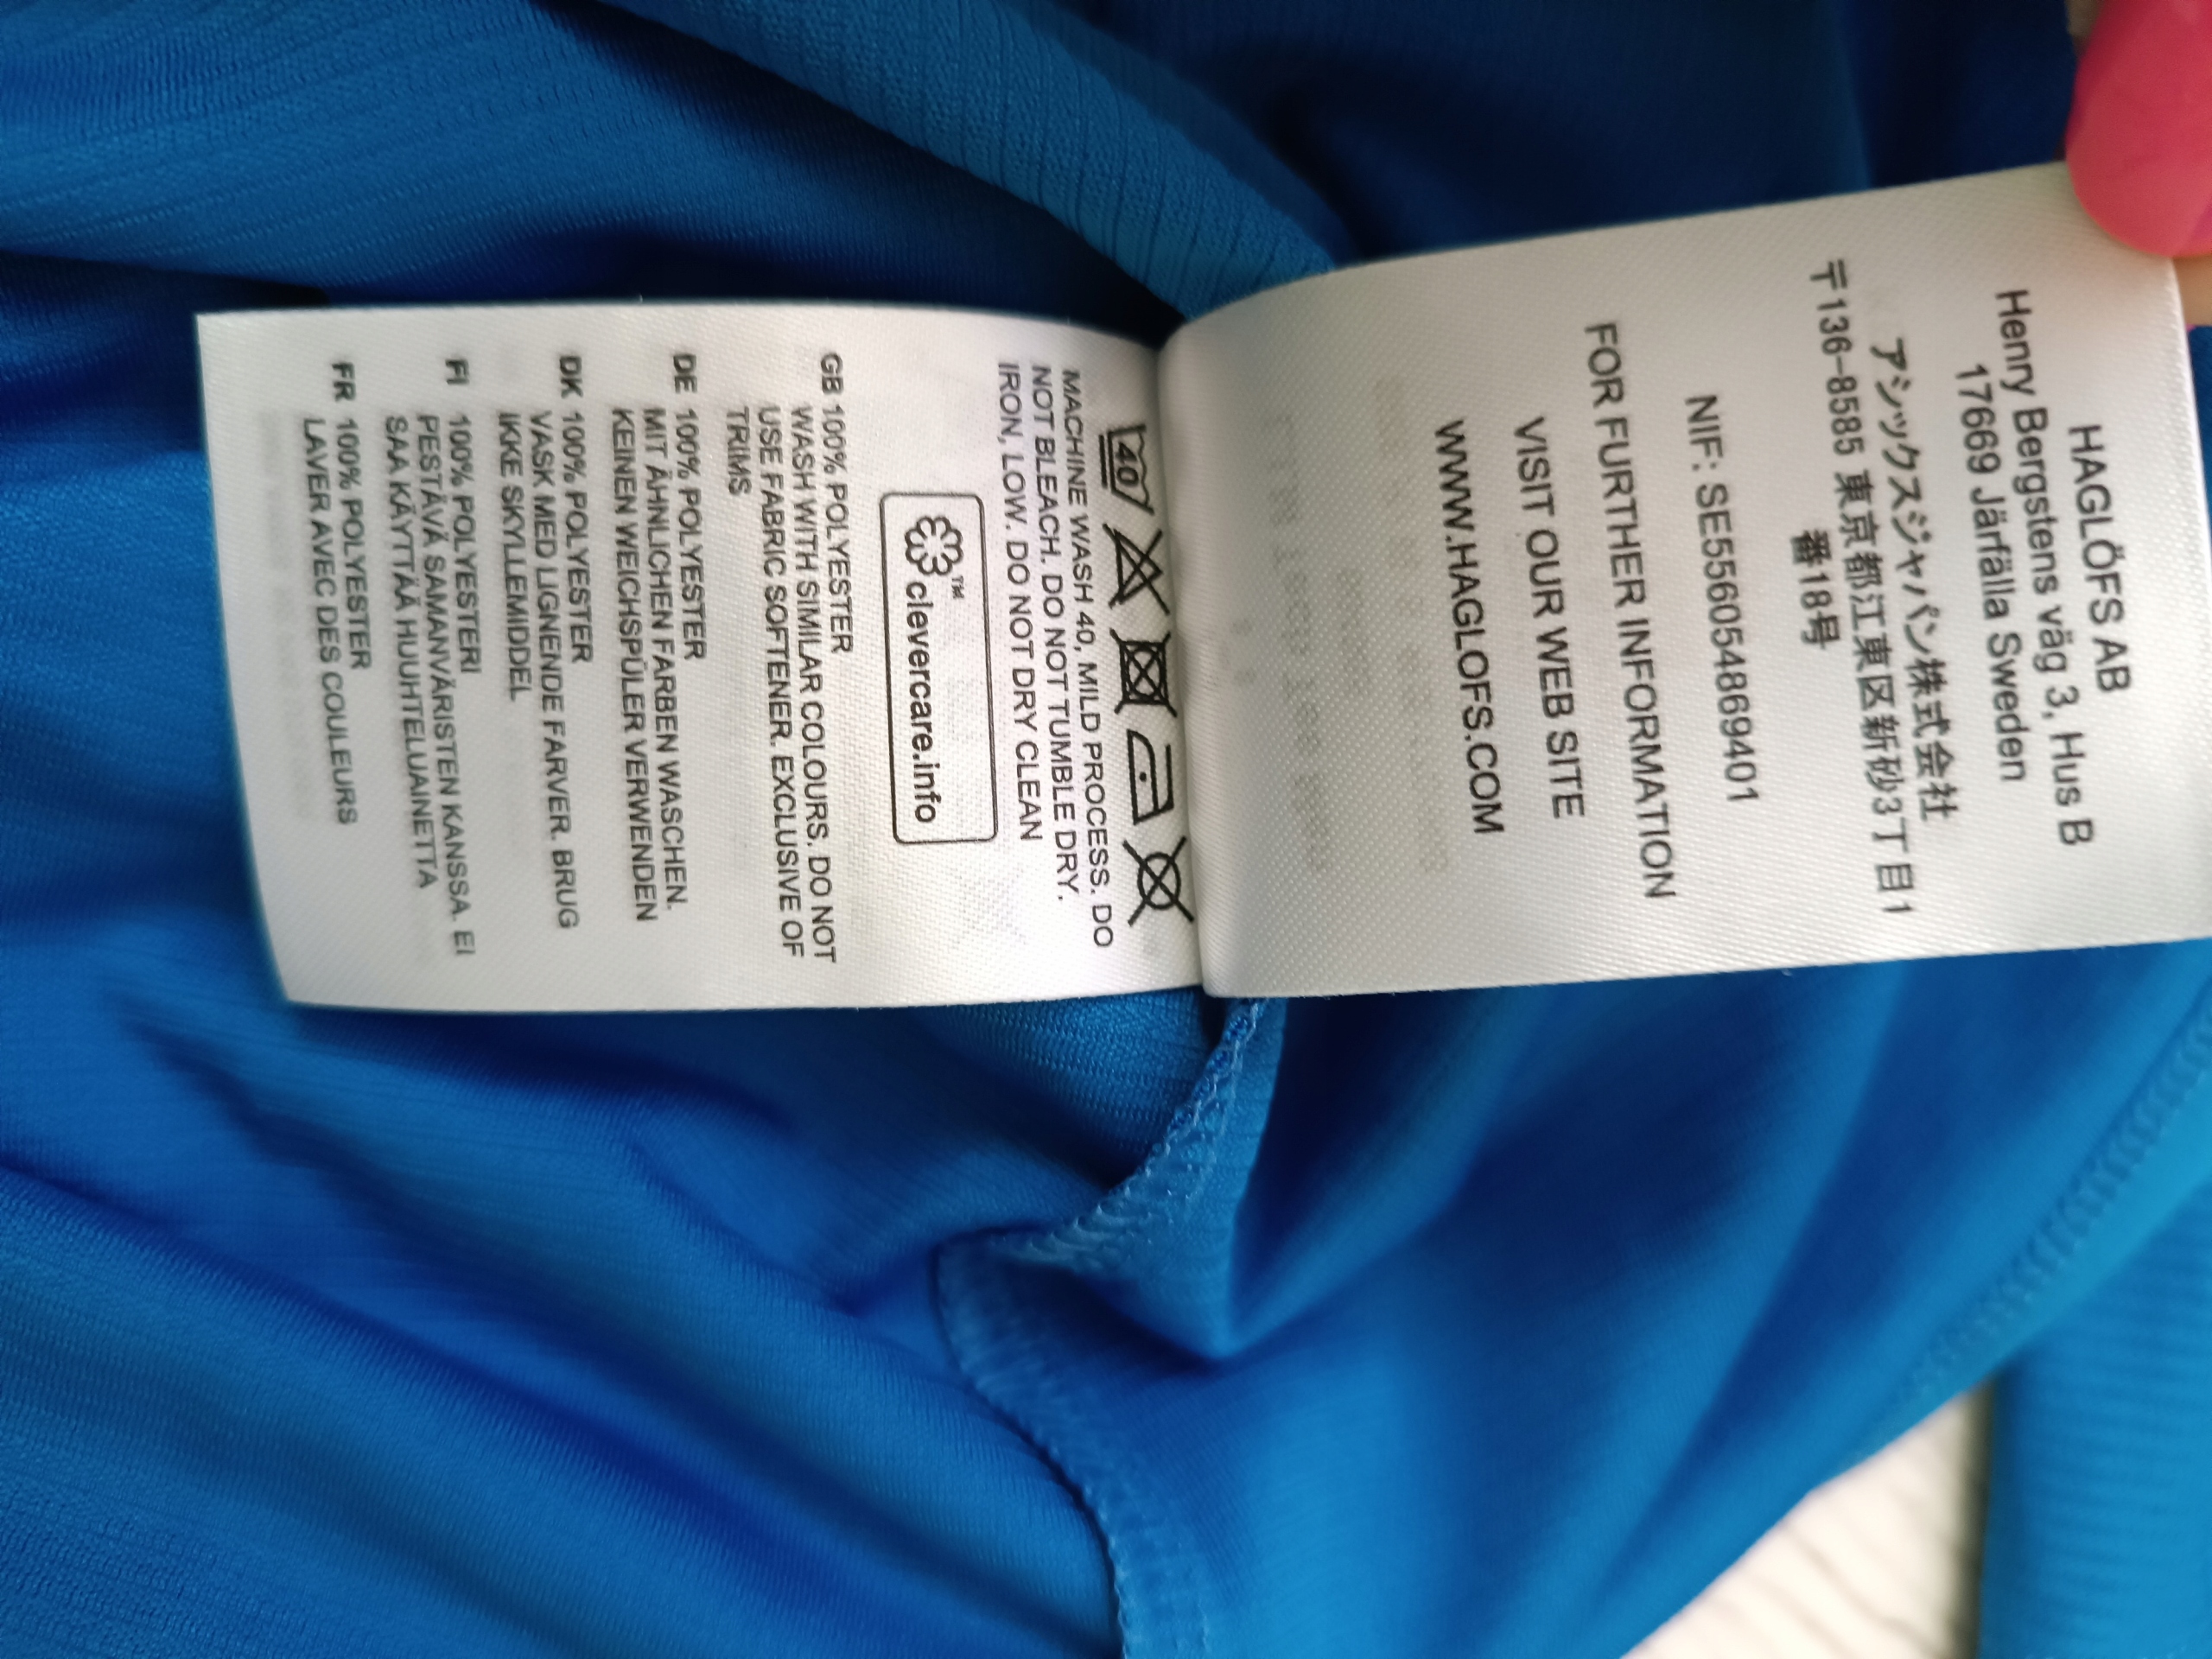 HAGLÖFS AB
Henry Bergstens väg 3, Hus B
17669 Järfälla Sweden
アシックスジャパン株式会社
〒136-8585 東京都江東区新砂3丁目1
番18号
NIF: SE5560548694​01
FOR FURTHER INFORMATION
VISIT OUR WEB SITE
WWW.HAGLOFS.COM
40
MACHINE WASH 40, MILD PROCESS. DO
NOT BLEACH. DO NOT TUMBLE DRY.
IRON, LOW. DO NOT DRY CLEAN
clevercare.info ™
GB 100% POLYESTER
WASH WITH SIMILAR COLOURS. DO NOT
USE FABRIC SOFTENER. EXCLUSIVE OF
TRIMS
DE 100% POLYESTER
MIT ÄHNLICHEN FARBEN WASCHEN.
KEINEN WEICHSPÜLER VERWENDEN
DK 100% POLYESTER
VASK MED LIGNENDE FARVER. BRUG
IKKE SKYLLEMIDDEL
FI 100% POLYESTERI
PESTÄVÄ SAMANVÄRISTEN KANSSA. EI
SAA KÄYTTÄÄ HUUHTELUAINETTA
FR 100% POLYESTER
LAVER AVEC DES COULEURS